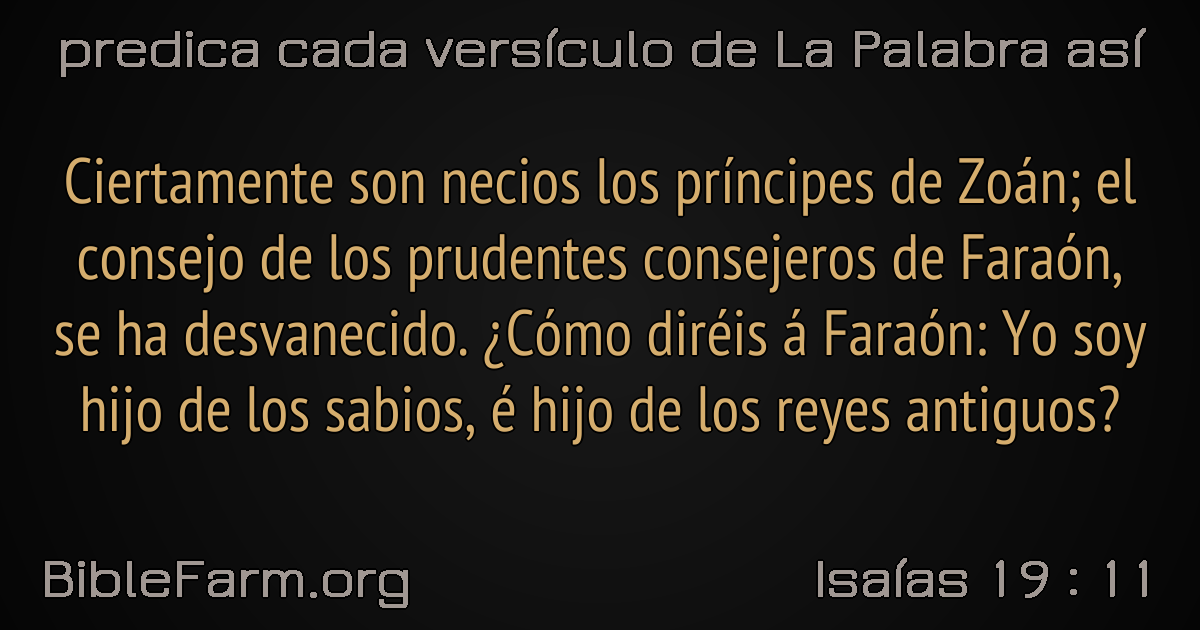 predica cada versículo de La Palabra así
Ciertamente son necios los príncipes de Zoán; el
consejo de los prudentes consejeros de Faraón,
se ha desvanecido. ¿Cómo diréis á Faraón: Yo soy
hijo de los sabios, é hijo de los reyes antiguos?
BibleFarm.org
Isaías 19 : 11